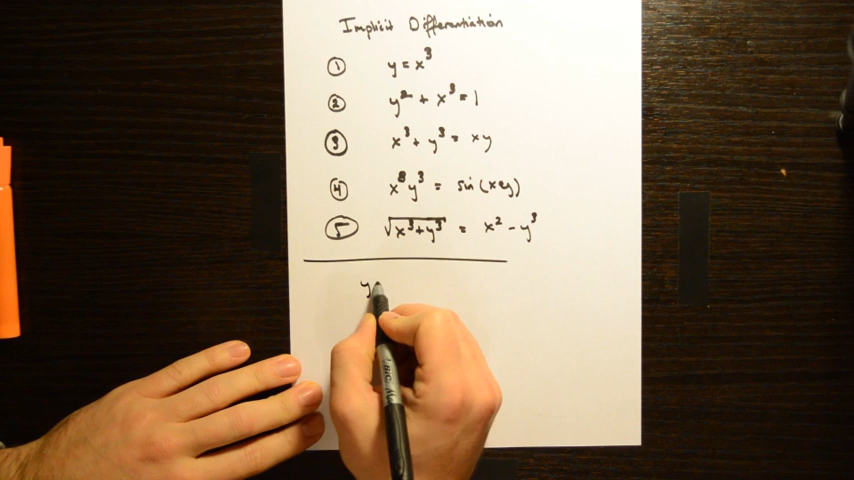 Implicit Differentiation
① y = x³
② y² + x³ = 1
③ x³ + y³ = xy
④ x⁸y³ = sin(xy)
⑤ √x³+y³ = x² - y³
y
BIC